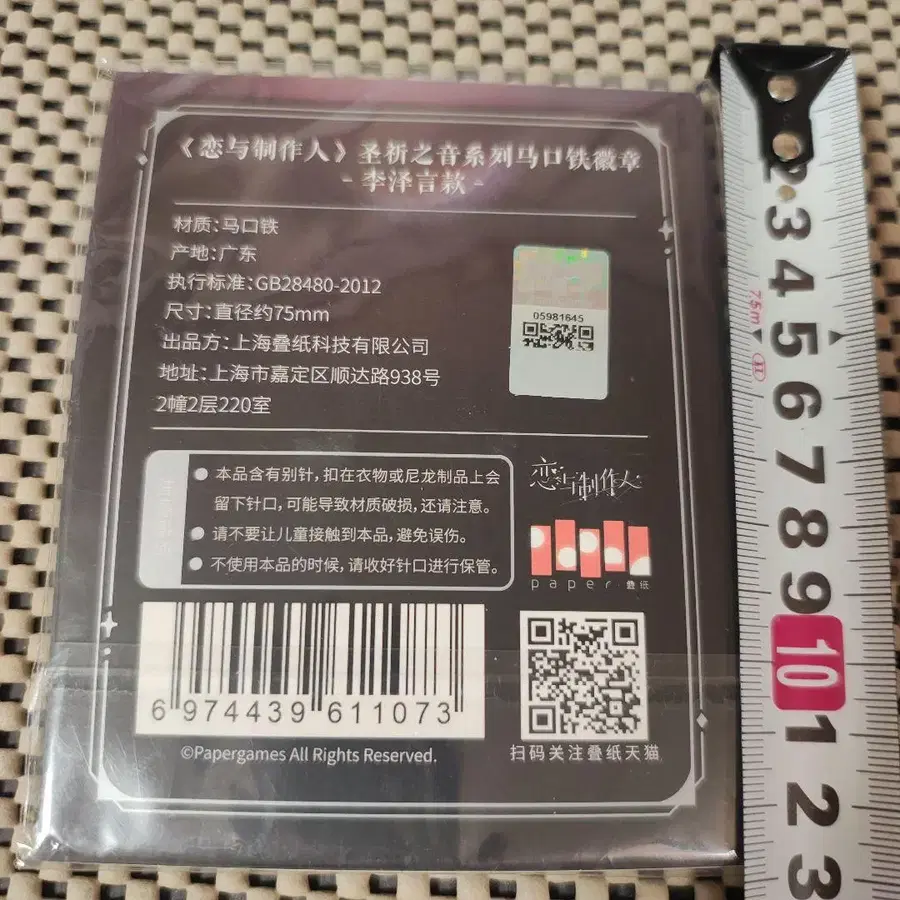 《恋与制作人》圣祈之音系列马口铁徽章
- 李泽言款 -
材质:马口铁
产地:广东
执行标准:GB28480-2012
尺寸:直径约75mm
出品方:上海叠纸科技有限公司
地址:上海市嘉定区顺达路938号
2幢2层220室
05981645
本品含有别针,扣在衣物或尼龙制品上会
留下针口,可能导致材质破损,还请注意。
请不要让儿童接触到本品,避免误伤。
不使用本品的时候,请收好针口进行保管。
恋与制作人
paper 叠纸
6 974439 611073
©Papergames All Rights Reserved.
扫码关注叠纸天猫
2
3
4
75m
5
H
6
7
8
9
10
1
2
3